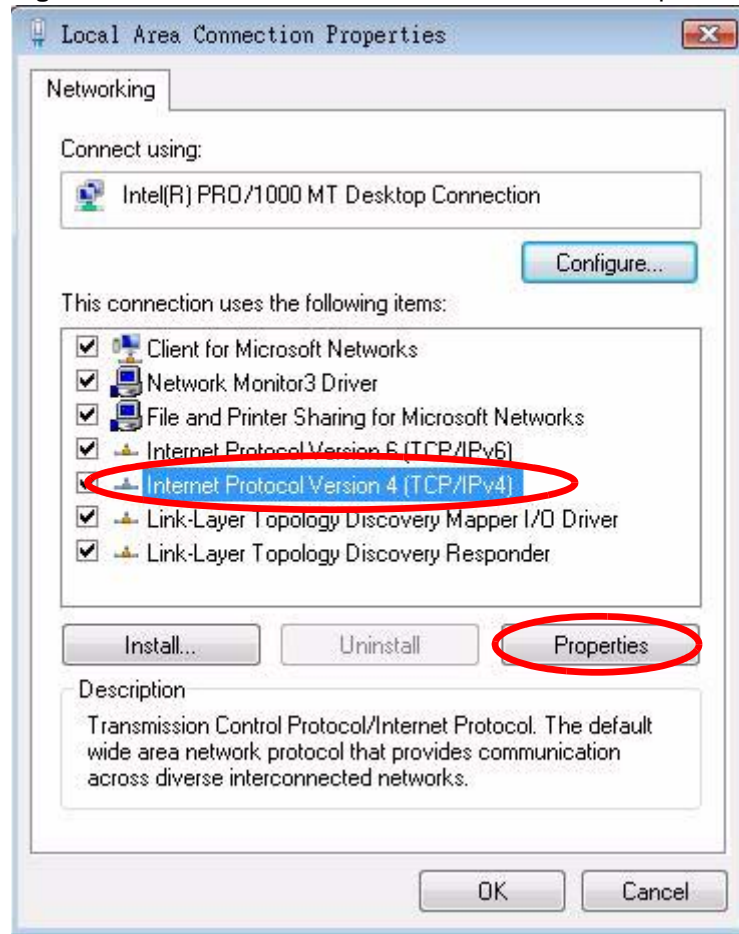 Local Area Connection Properties
Networking
Connect using:
Intel(R) PRO/1000 MT Desktop Connection
Configure...
This connection uses the following items:
Client for Microsoft Networks
Network Monitor3 Driver
File and Printer Sharing for Microsoft Networks
Internet Protocol Version 6 (TCP/IPv6)
Internet Protocol Version 4 (TCP/IPv4)
Link-Layer Topology Discovery Mapper I/O Driver
Link-Layer Topology Discovery Responder
Install...
Uninstall
Properties
Description
Transmission Control Protocol/Internet Protocol. The default
wide area network protocol that provides communication
across diverse interconnected networks.
OK
Cancel